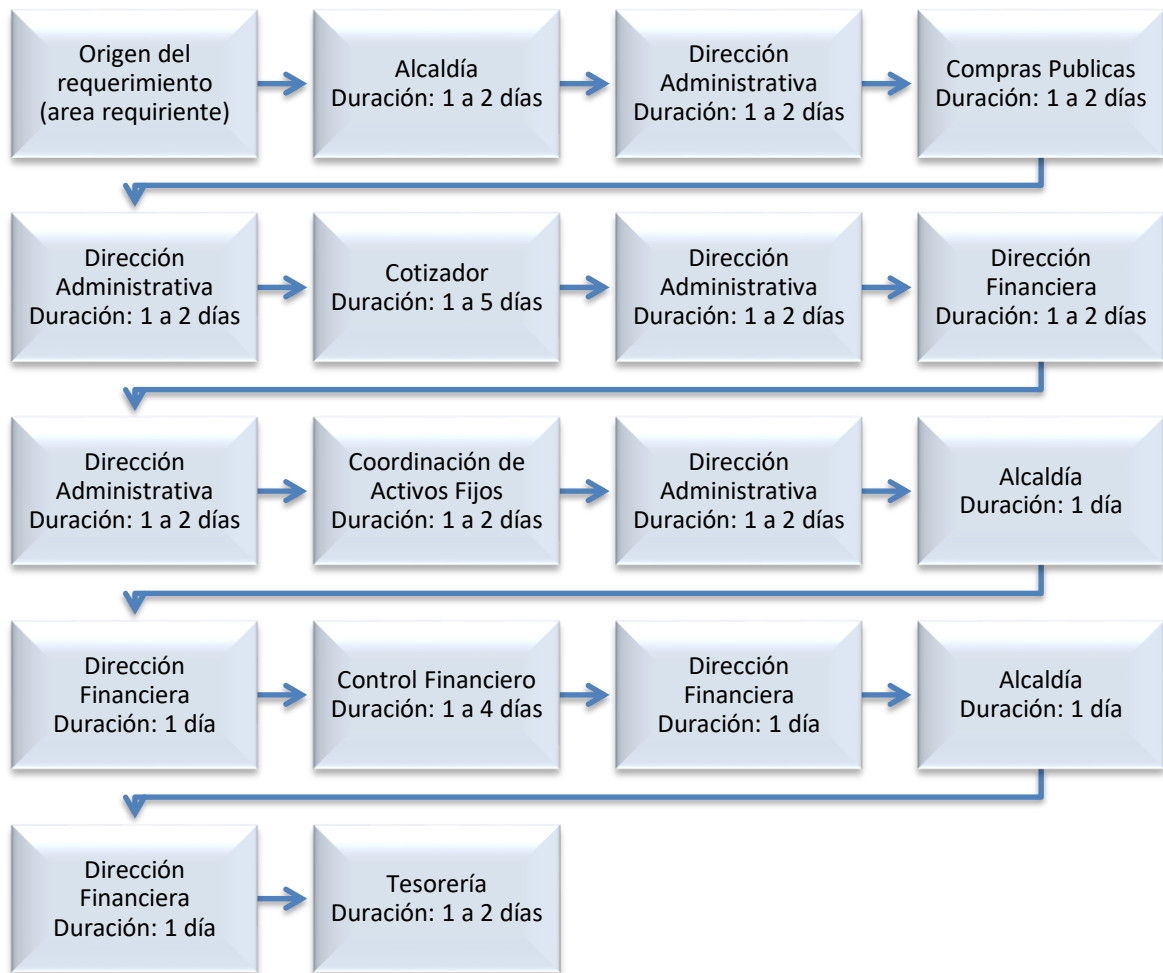 Origen del
requerimiento
(area requiriente)
Alcaldía
Duración: 1 a 2 días
Dirección
Administrativa
Duración: 1 a 2 días
Compras Publicas
Duración: 1 a 2 días
Dirección
Administrativa
Duración: 1 a 2 días
Cotizador
Duración: 1 a 5 días
Dirección
Administrativa
Duración: 1 a 2 días
Dirección
Financiera
Duración: 1 a 2 días
Dirección
Administrativa
Duración: 1 a 2 días
Coordinación de
Activos Fijos
Duración: 1 a 2 días
Dirección
Administrativa
Duración: 1 a 2 días
Alcaldía
Duración: 1 día
Dirección
Financiera
Duración: 1 día
Control Financiero
Duración: 1 a 4 días
Dirección
Financiera
Duración: 1 día
Alcaldía
Duración: 1 día
Dirección
Financiera
Duración: 1 día
Tesorería
Duración: 1 a 2 días